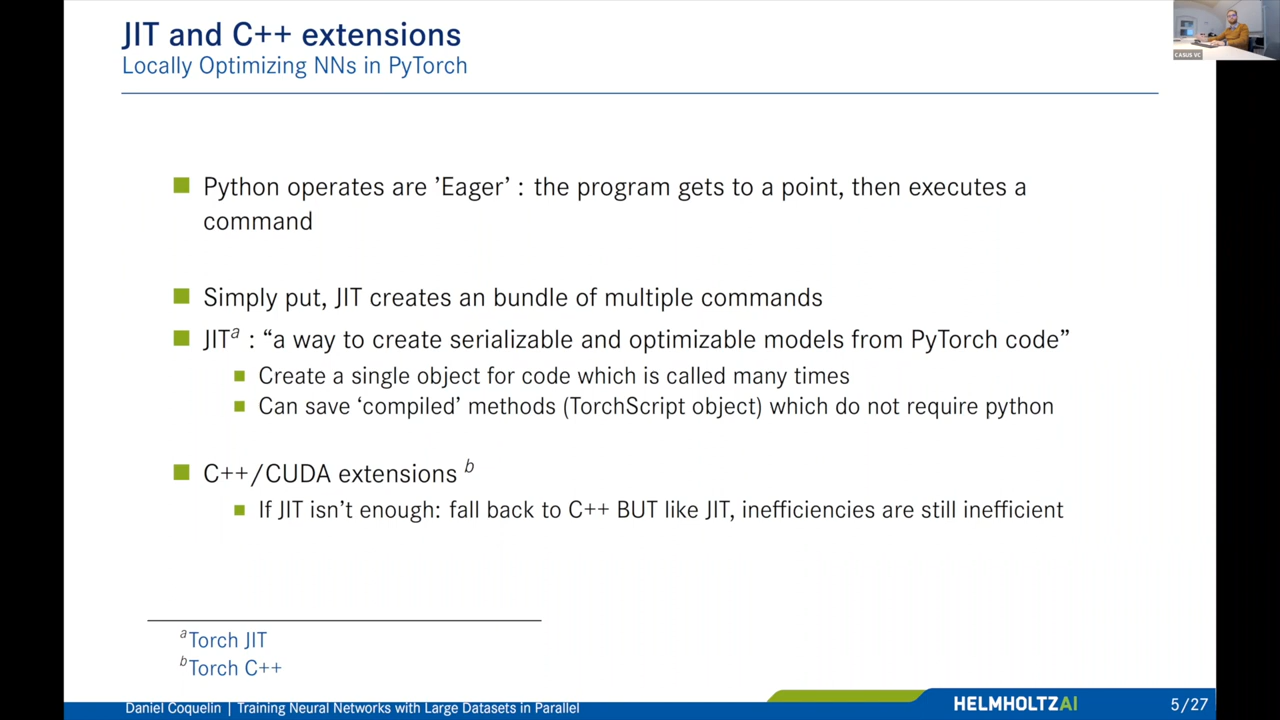 JIT and C++ extensions
Locally Optimizing NNs in PyTorch
CASUS VC
Python operates are 'Eager' : the program gets to a point, then executes a
command
Simply put, JIT creates an bundle of multiple commands
JITᵃ : “a way to create serializable and optimizable models from PyTorch code”
Create a single object for code which is called many times
Can save ‘compiled’ methods (TorchScript object) which do not require python
C++/CUDA extensions ᵇ
If JIT isn't enough: fall back to C++ BUT like JIT, inefficiencies are still inefficient
ᵃTorch JIT
ᵇTorch C++
Daniel Coquelin | Training Neural Networks with Large Datasets in Parallel
HELMHOLTZAI
5/27